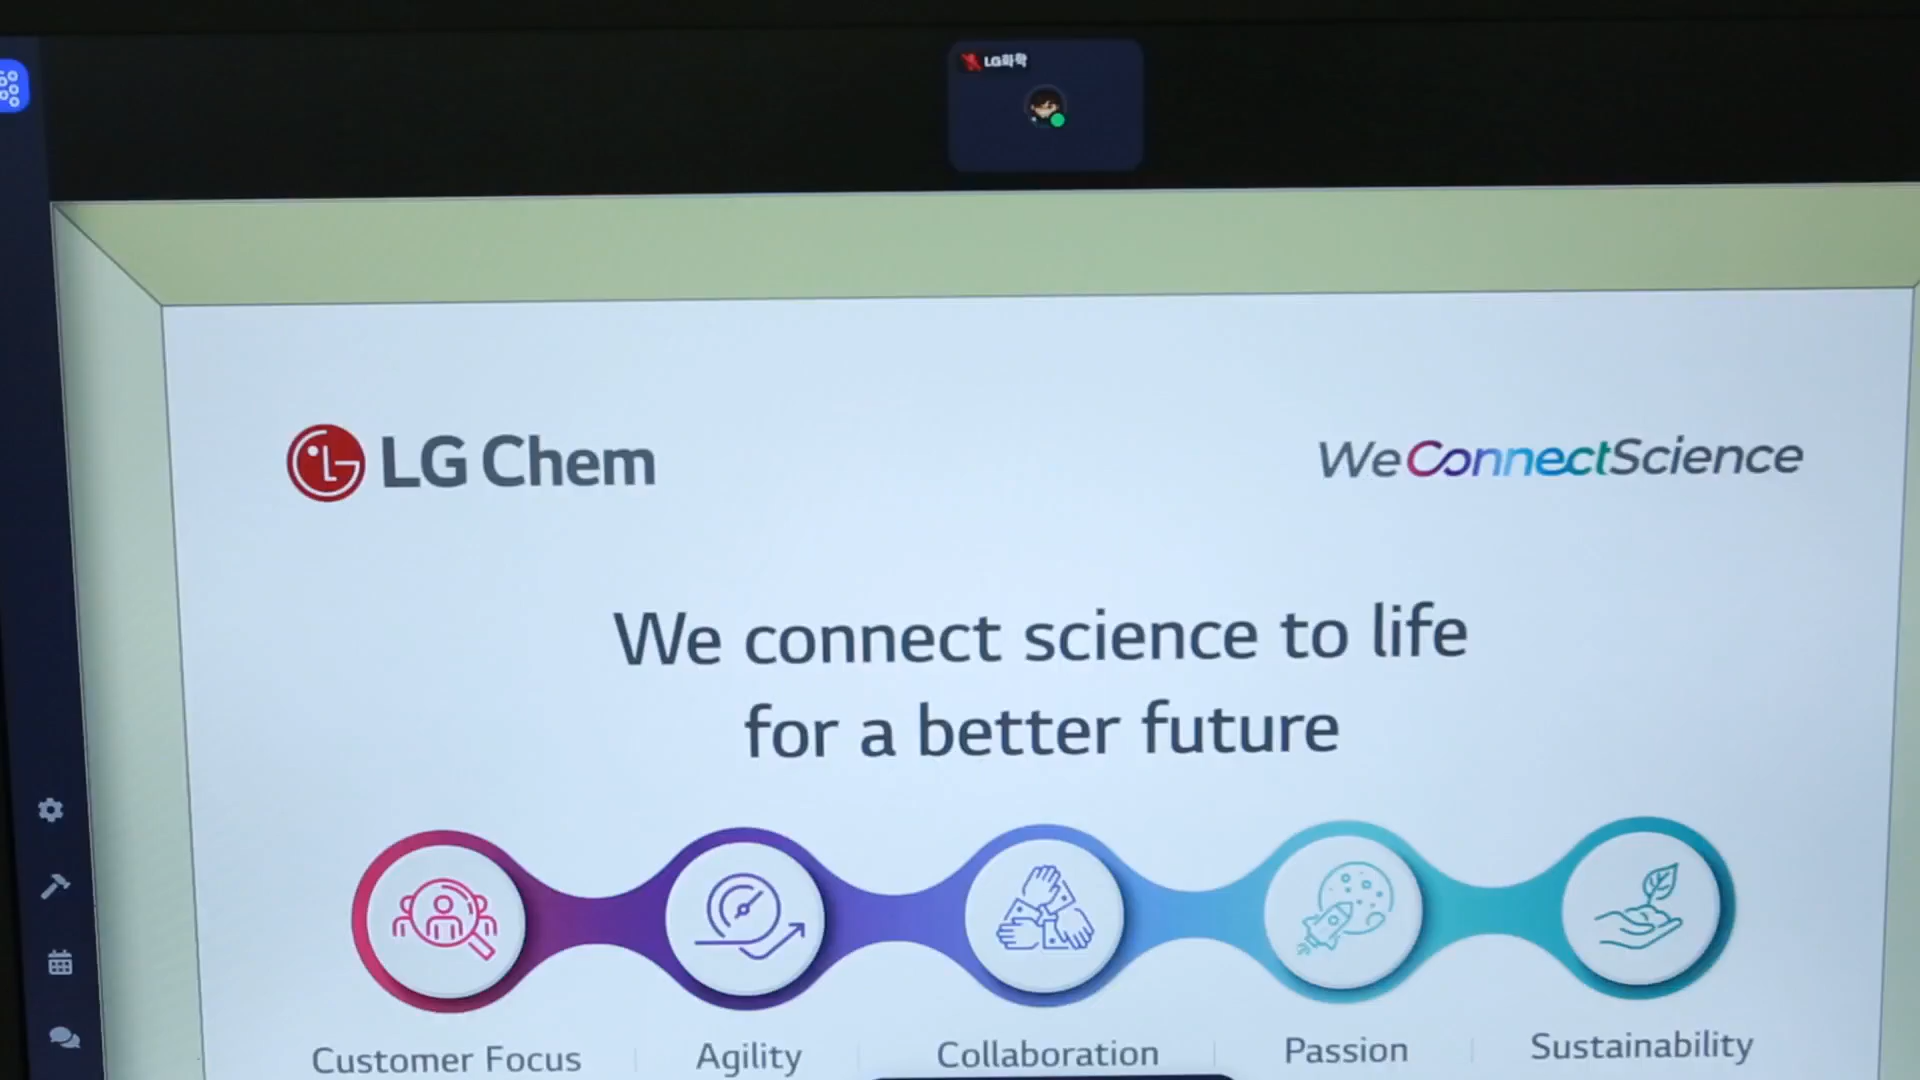 LG화학
LG Chem
WeConnectScience
We connect science to life
for a better future
Customer Focus
Agility
Collaboration
Passion
Sustainability